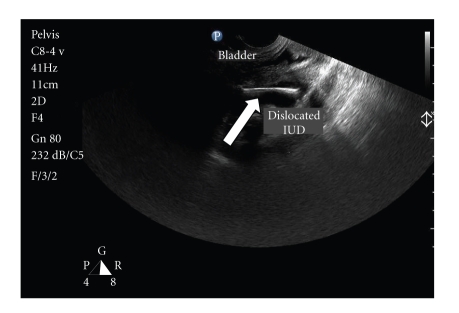 Pelvis
C8-4 v
41Hz
11cm
2D
F4
Gn 80
232 dB/C5
F/3/2
P
Bladder
Dislocated
IUD
G
P R
4 8